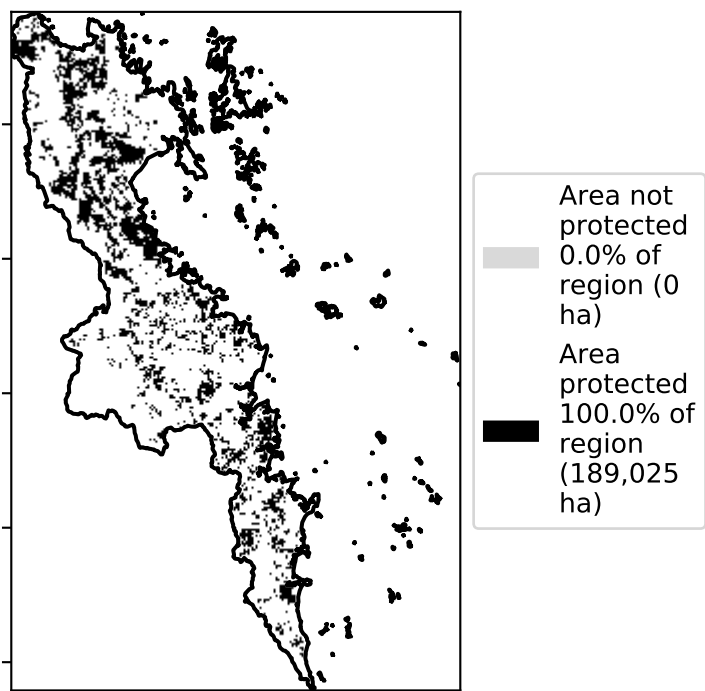 Area not
protected
0.0% of
region (0
ha)
Area
protected
100.0% of
region
(189,025
ha)